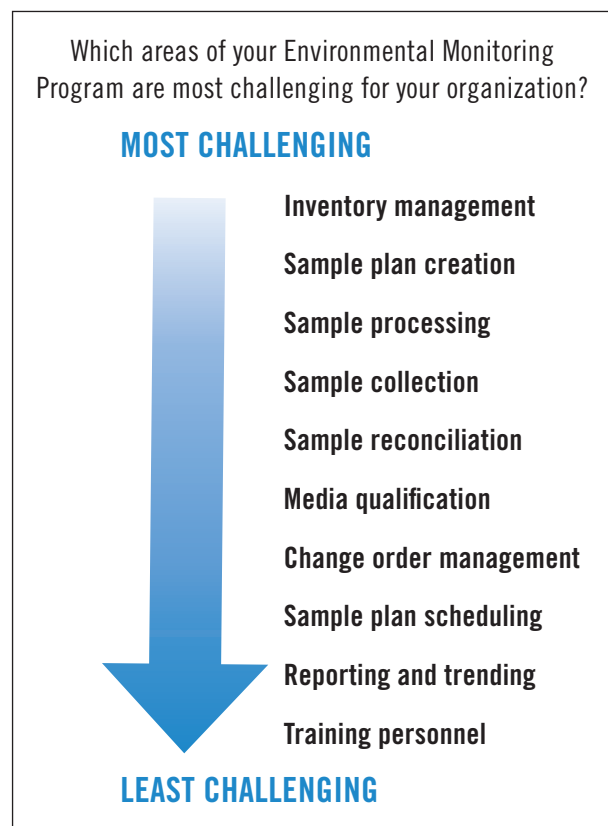 Which areas of your Environmental Monitoring
Program are most challenging for your organization?
MOST CHALLENGING
Inventory management
Sample plan creation
Sample processing
Sample collection
Sample reconciliation
Media qualification
Change order management
Sample plan scheduling
Reporting and trending
Training personnel
LEAST CHALLENGING